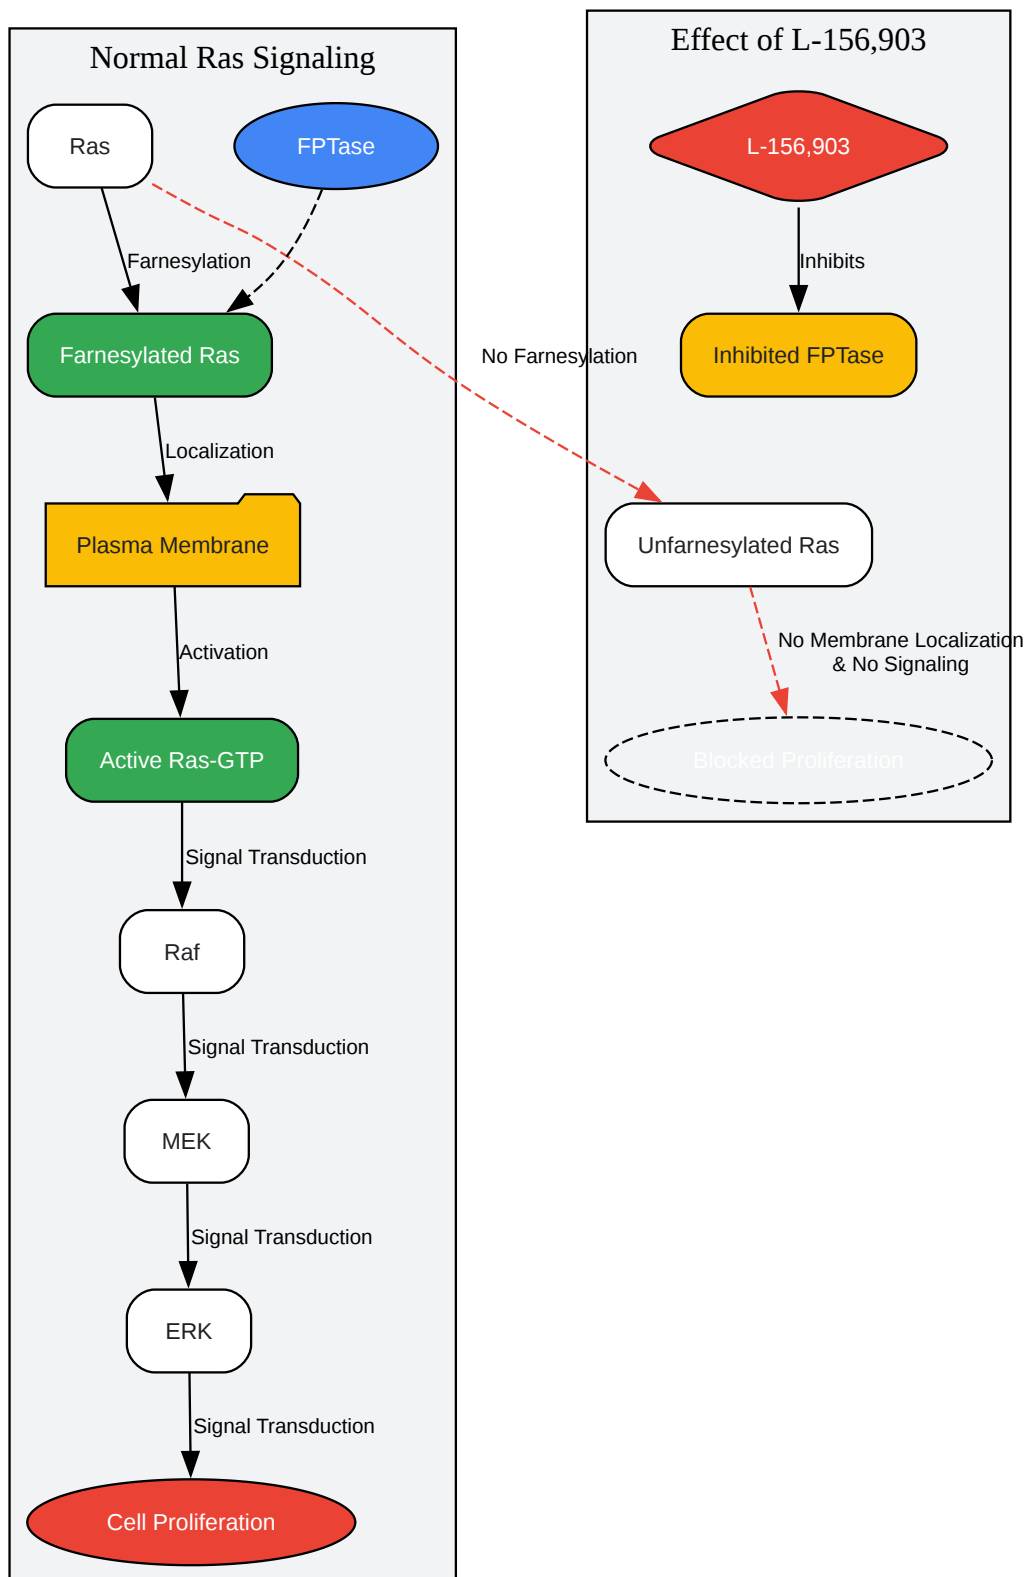 Normal Ras Signaling
Ras
FPTase
Farnesylation
Farnesylated Ras
Localization
Plasma Membrane
Activation
Active Ras-GTP
Signal Transduction
Raf
Signal Transduction
MEK
Signal Transduction
ERK
Signal Transduction
Cell Proliferation
Effect of L-156,903
L-156,903
Inhibits
Inhibited FPTase
No Farnesylation
Unfarnesylated Ras
No Membrane Localization
& No Signaling
Blocked Proliferation